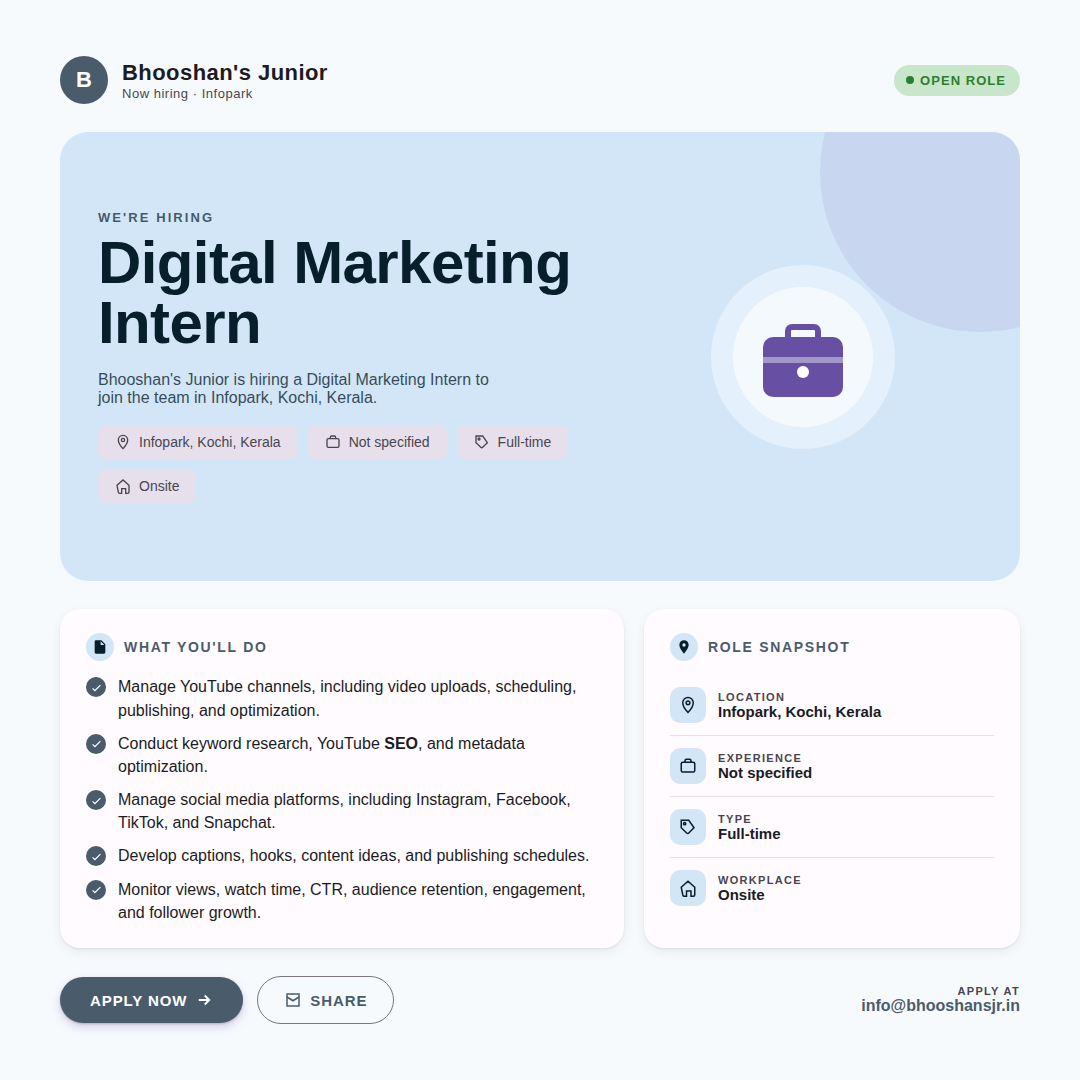 B
Bhooshan's Junior
Now hiring · Infopark
OPEN ROLE
WE'RE HIRING
Digital Marketing
Intern
Bhooshan's Junior is hiring a Digital Marketing Intern to
join the team in Infopark, Kochi, Kerala.
Infopark, Kochi, Kerala
Not specified
Full-time
Onsite
WHAT YOU'LL DO
Manage YouTube channels, including video uploads, scheduling,
publishing, and optimization.
Conduct keyword research, YouTube SEO, and metadata
optimization.
Manage social media platforms, including Instagram, Facebook,
TikTok, and Snapchat.
Develop captions, hooks, content ideas, and publishing schedules.
Monitor views, watch time, CTR, audience retention, engagement,
and follower growth.
ROLE SNAPSHOT
LOCATION
Infopark, Kochi, Kerala
EXPERIENCE
Not specified
TYPE
Full-time
WORKPLACE
Onsite
APPLY NOW
SHARE
APPLY AT
info@bhooshansjr.in